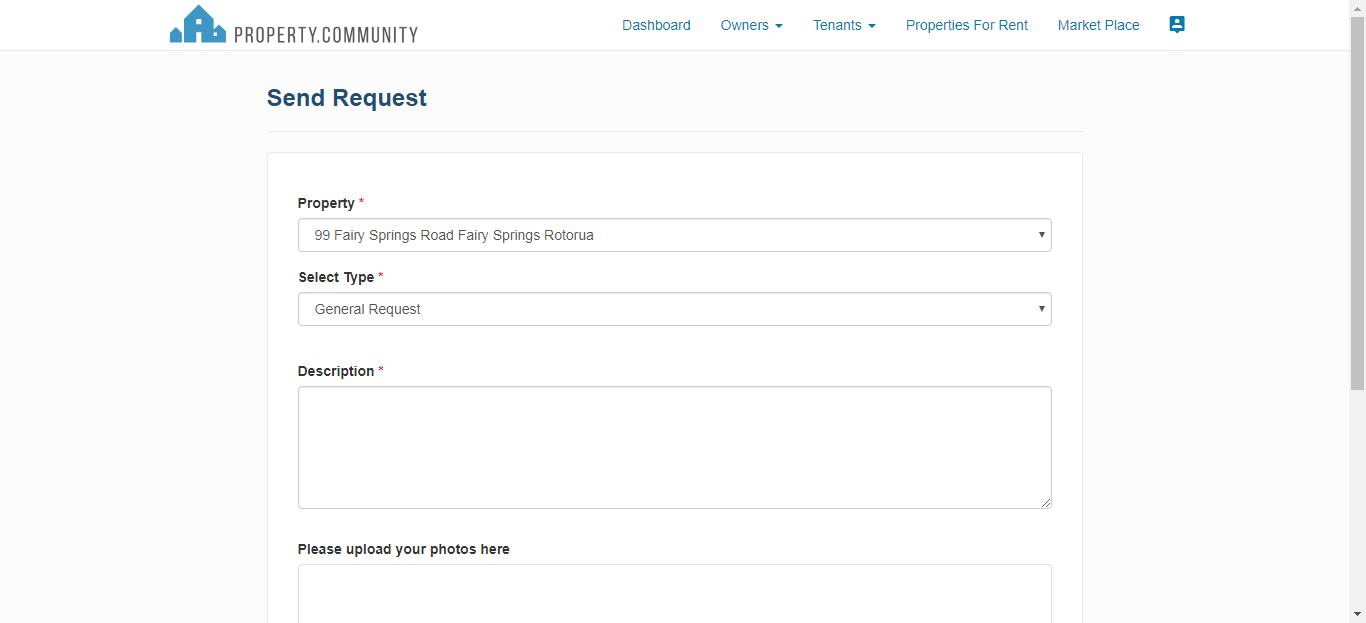 PROPERTY.COMMUNITY
Dashboard Owners Tenants Properties For Rent Market Place
Send Request
Property *
99 Fairy Springs Road Fairy Springs Rotorua
Select Type *
General Request
Description *
Please upload your photos here